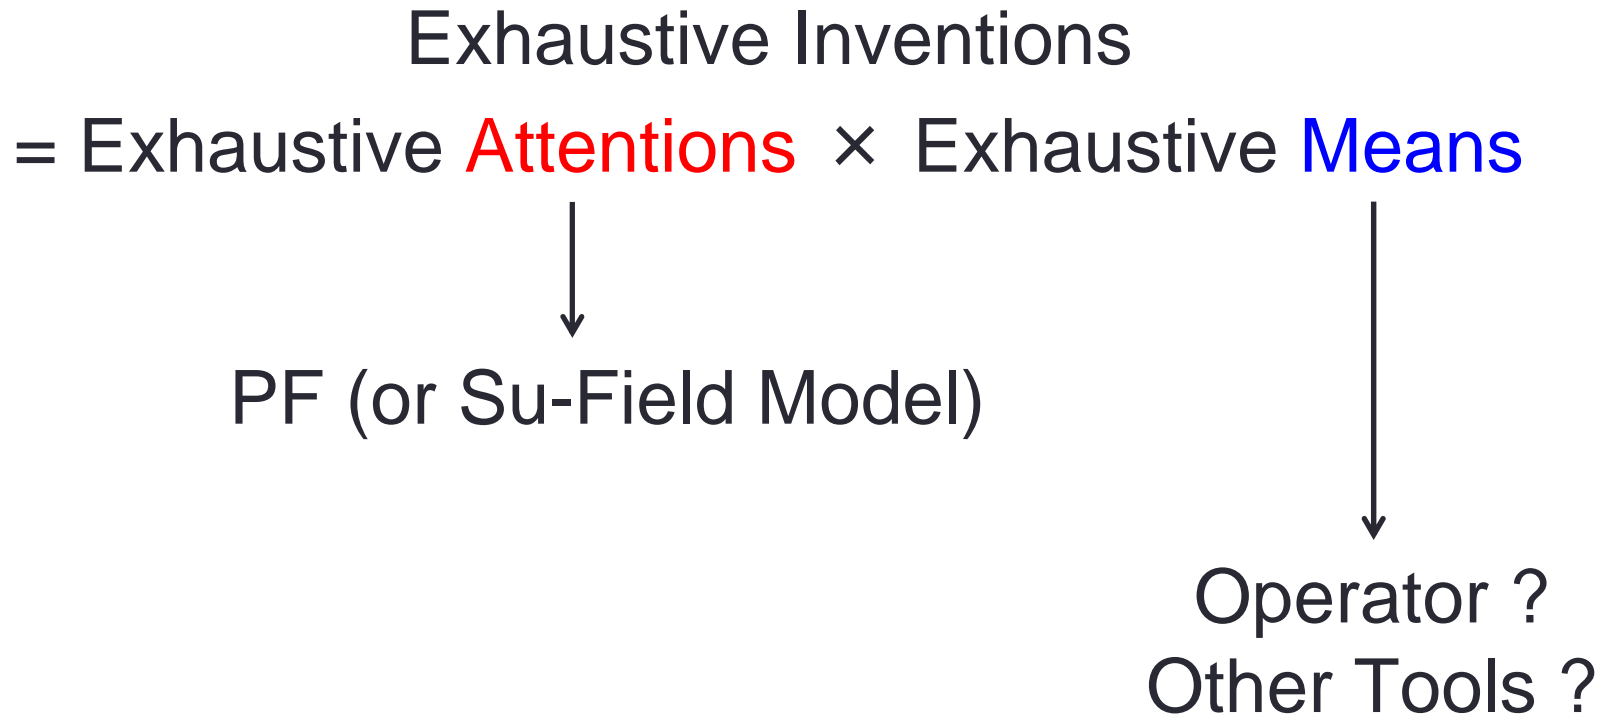 Exhaustive Inventions
= Exhaustive Attentions × Exhaustive Means
PF (or Su-Field Model)
Operator ?
Other Tools ?